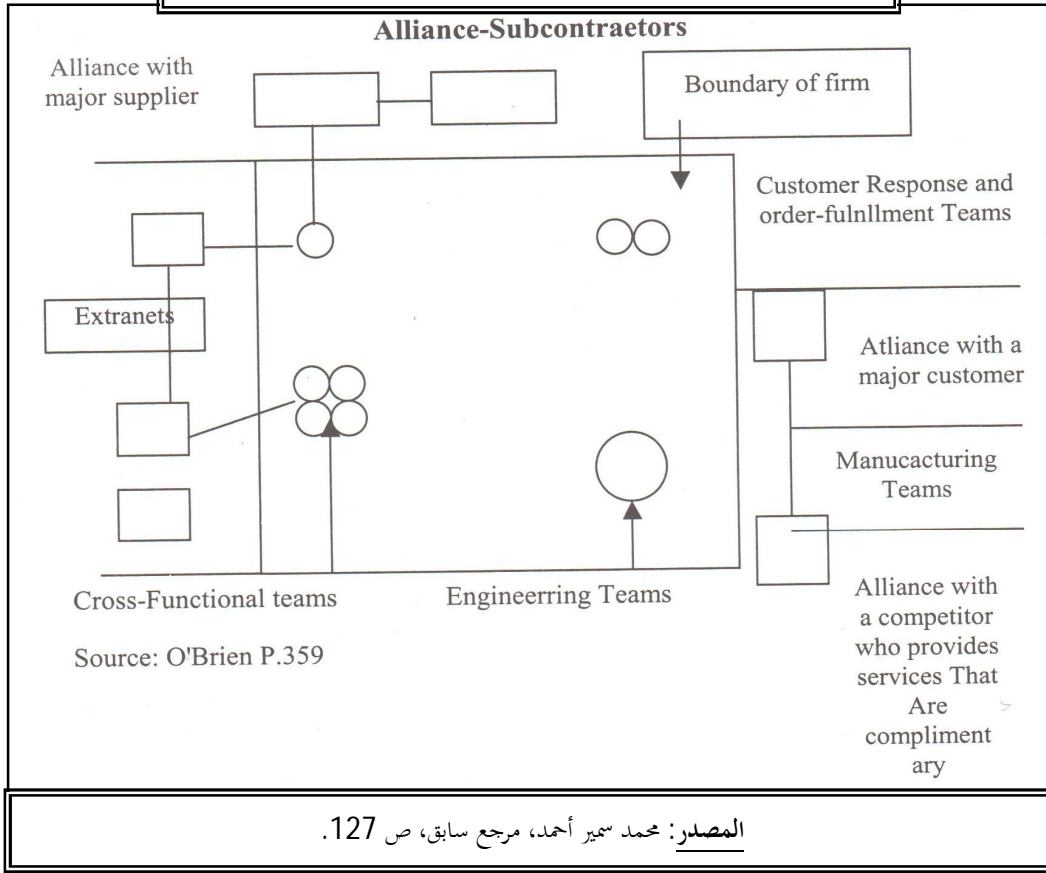 Alliance-Subcontraetors
Alliance with
major supplier
Boundary of firm
Customer Response and
order-fulnllment Teams
Extranets
Atliance with a
major customer
Manucacturing
Teams
Cross-Functional teams
Engineerring Teams
Alliance with
a competitor
who provides
services That
Are
compliment
ary
Source: O'Brien P.359
المصدر: محمد سمير أحمد، مرجع سابق، ص 127.